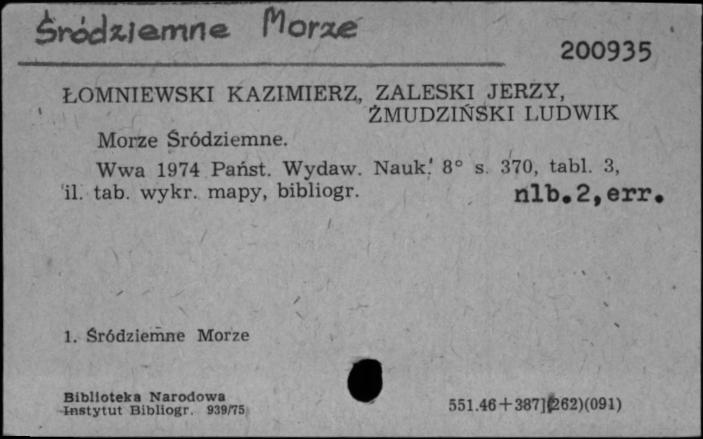 Śródziemne Morze
200935
ŁOMNIEWSKI KAZIMIERZ, ZALESKI JERZY,
ŻMUDZIŃSKI LUDWIK
Morze Śródziemne.
Wwa 1974 Państ. Wydaw. Nauk. 8° s. 370, tabl. 3,
il. tab. wykr. mapy, bibliogr. nlb.2,err.
1. Śródziemne Morze
Biblioteka Narodowa
Instytut Bibliogr. 939/75
551.46+387](262)(091)